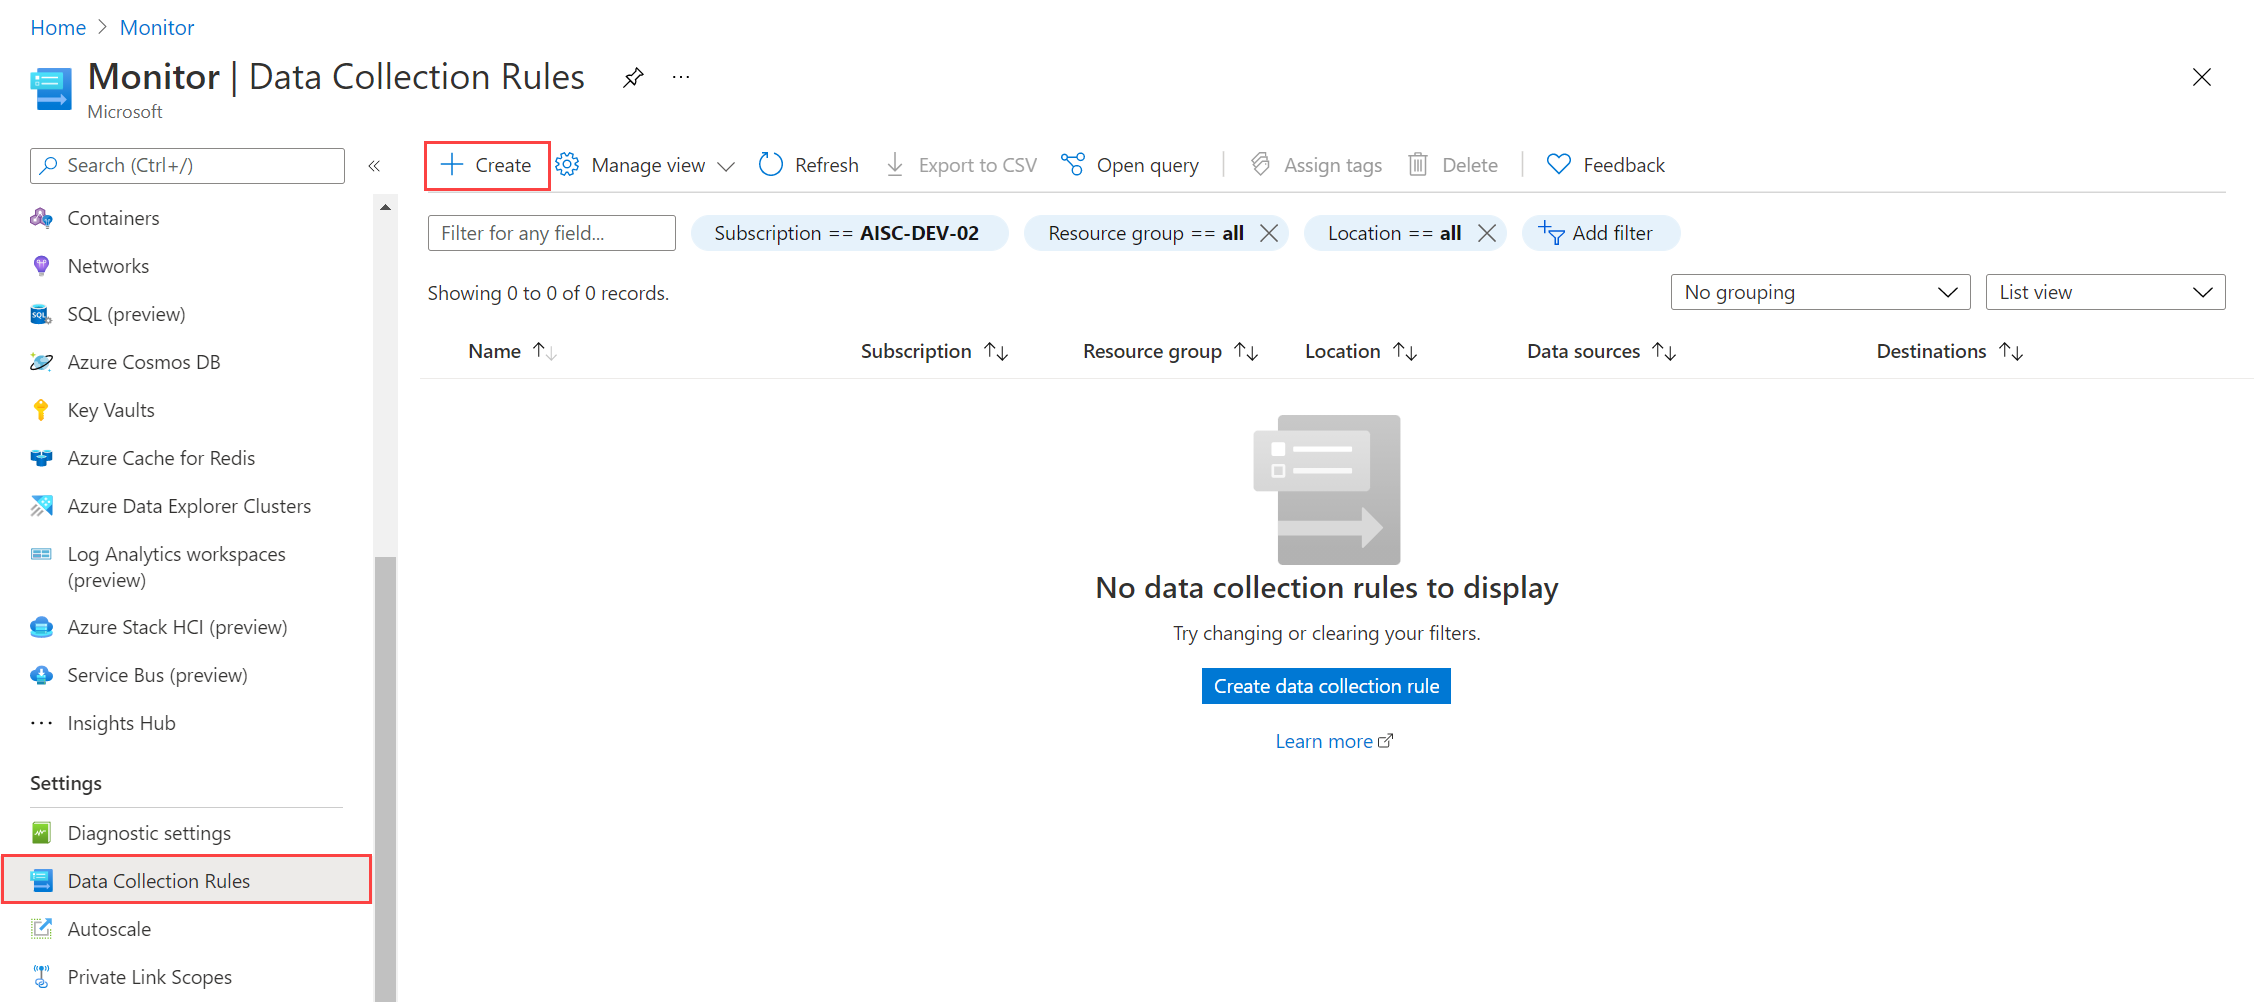 Home > Monitor
Monitor | Data Collection Rules ...
Microsoft
Search (Ctrl+/) «
Create Manage view Refresh Export to CSV Open query Assign tags Delete Feedback
Filter for any field... Subscription == AISC-DEV-02 Resource group == all Location == all Add filter
Showing 0 to 0 of 0 records. No grouping List view
Name Subscription Resource group Location Data sources Destinations
No data collection rules to display
Try changing or clearing your filters.
Create data collection rule
Learn more
Containers
Networks
SQL (preview)
Azure Cosmos DB
Key Vaults
Azure Cache for Redis
Azure Data Explorer Clusters
Log Analytics workspaces
(preview)
Azure Stack HCI (preview)
Service Bus (preview)
Insights Hub
Settings
Diagnostic settings
Data Collection Rules
Autoscale
Private Link Scopes